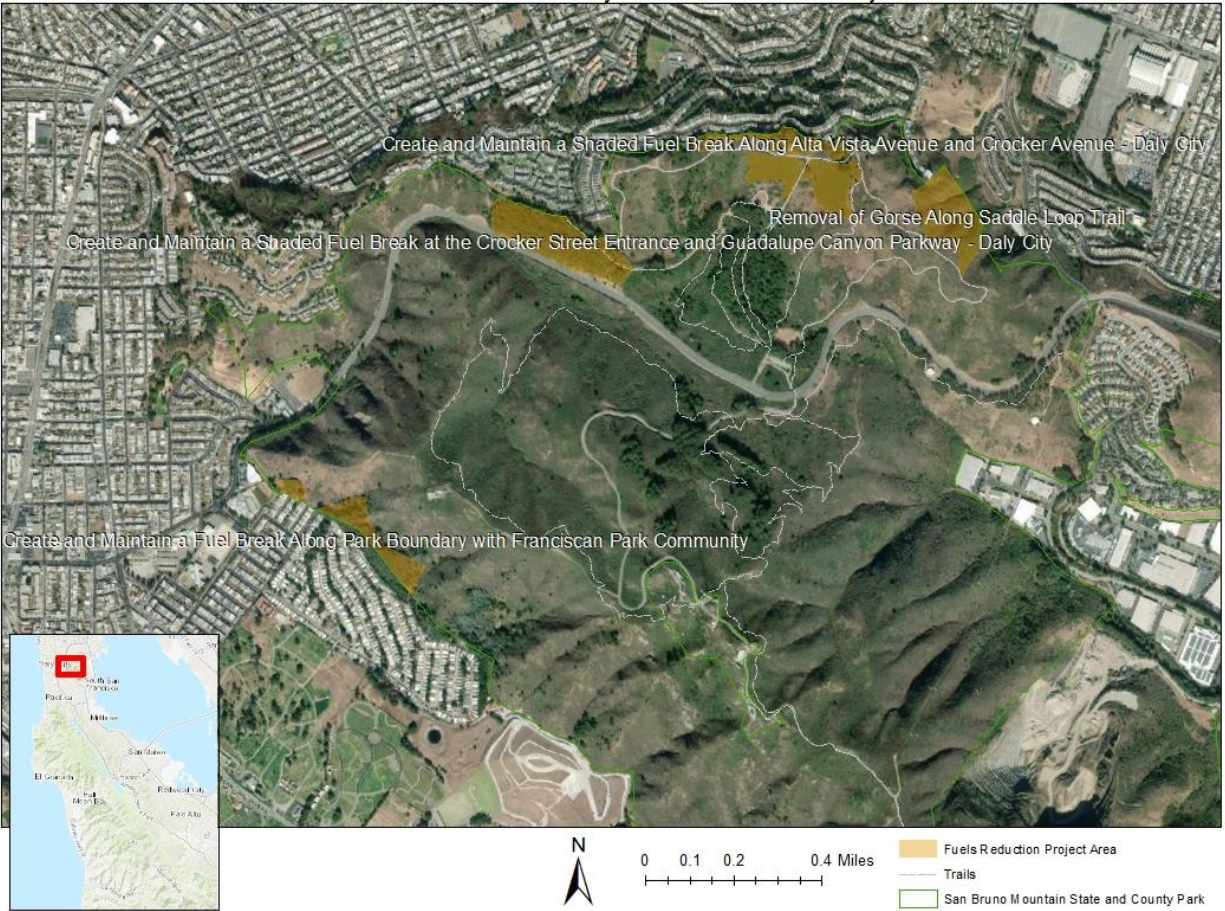 Create and Maintain a Shaded Fuel Break Along Alta Vista Avenue and Crocker Avenue - Daly City
Removal of Gorse Along Saddle Loop Trail
Create and Maintain a Shaded Fuel Break at the Crocker Street Entrance and Guadalupe Canyon Parkway - Daly City
Create and Maintain a Fuel Break Along Park Boundary with Franciscan Park Community
South San
Francisco
Pacifica
Millbrae
San Mateo
El Granada
Half
Moon Bay
Redwood City
Palo Alto
N
0 0.1 0.2 0.4 Miles
Fuels Reduction Project Area
Trails
San Bruno Mountain State and County Park